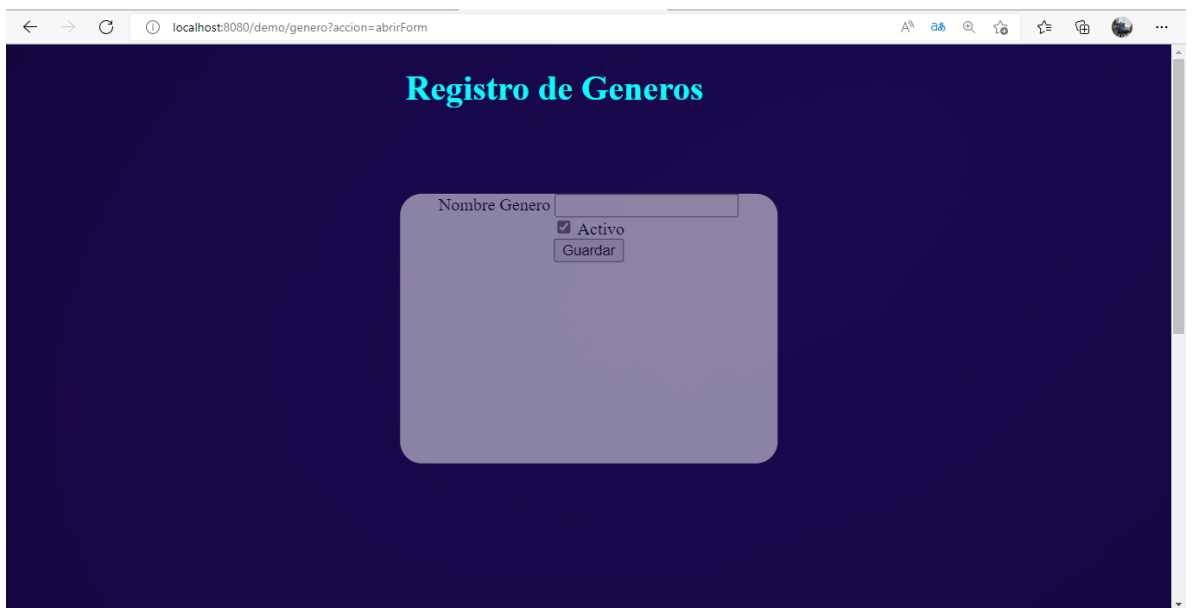 localhost:8080/demo/genero?accion=abrirForm
Registro de Generos
Nombre Genero
Activo
Guardar